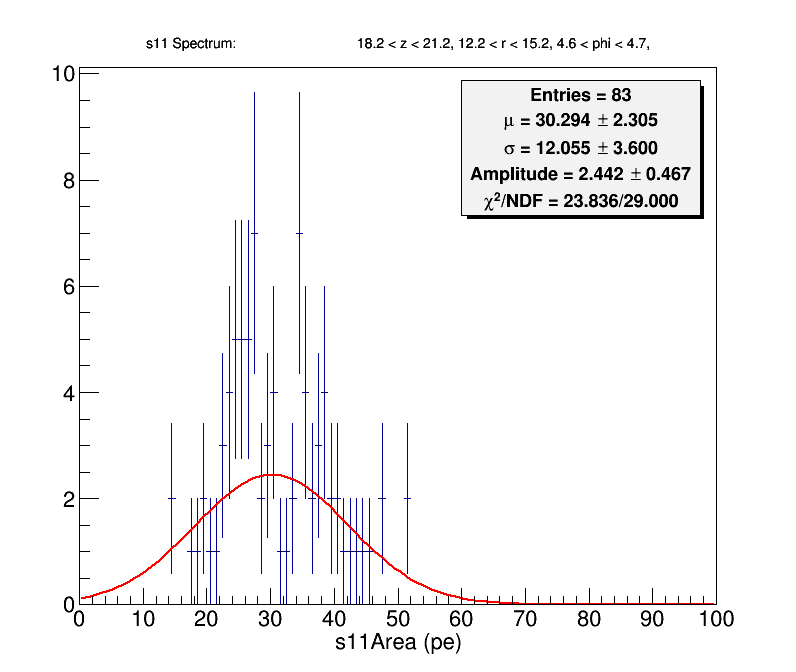 s11 Spectrum: 18.2 < z < 21.2, 12.2 < r < 15.2, 4.6 < phi < 4.7,
Entries = 83
μ = 30.294 ± 2.305
σ = 12.055 ± 3.600
Amplitude = 2.442 ± 0.467
χ²/NDF = 23.836/29.000
10
8
6
4
2
0
0 10 20 30 40 50 60 70 80 90 100
s11Area (pe)